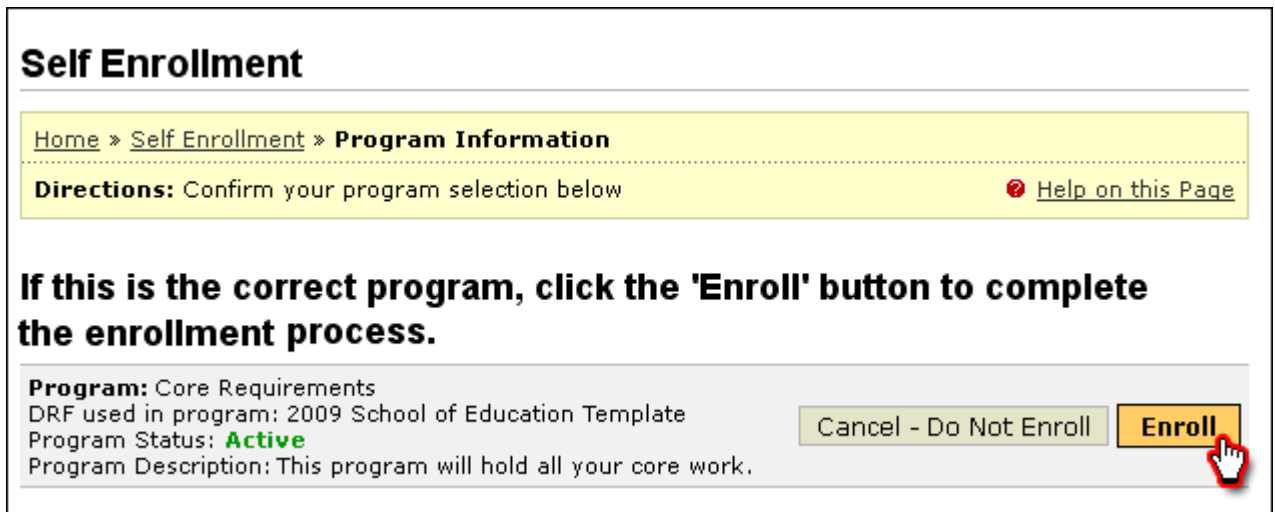 Self Enrollment
Home » Self Enrollment » Program Information
Directions: Confirm your program selection below
Help on this Page
If this is the correct program, click the 'Enroll' button to complete
the enrollment process.
Program: Core Requirements
DRF used in program: 2009 School of Education Template
Program Status: Active
Program Description: This program will hold all your core work.
Cancel - Do Not Enroll
Enroll